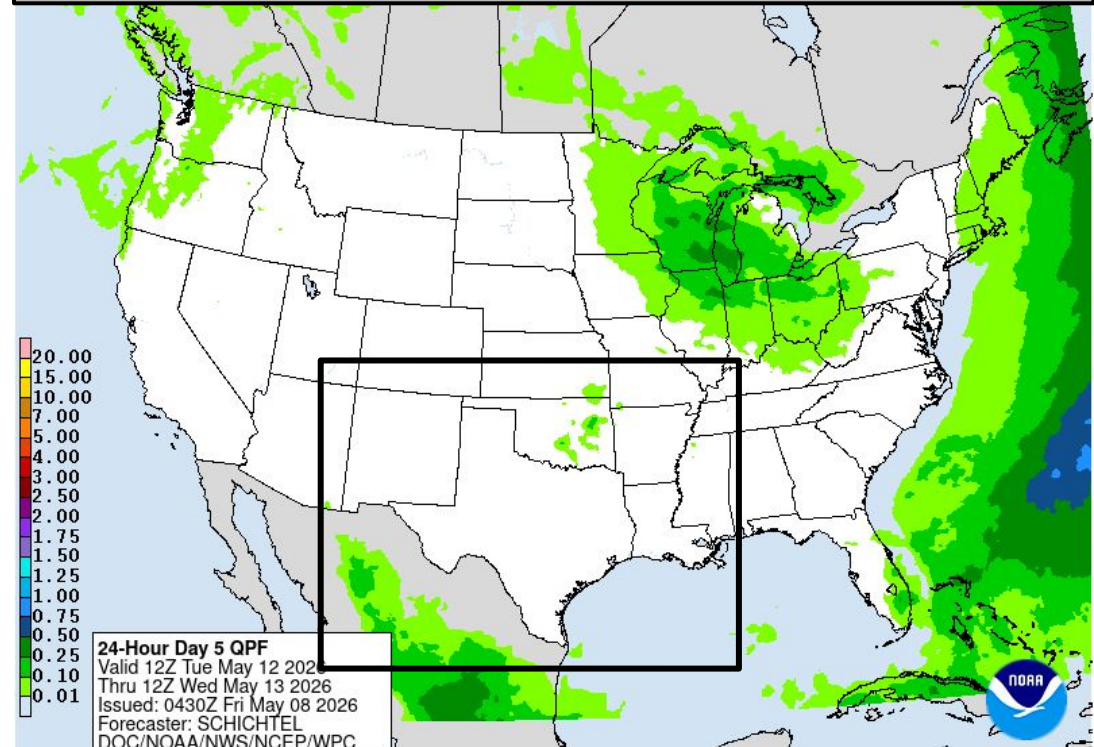 20.00
15.00
10.00
7.00
5.00
4.00
3.00
2.50
2.00
1.75
1.50
1.25
1.00
0.75
0.50
0.25
0.10
0.01
24-Hour Day 5 QPF
Valid 12Z Tue May 12 2026
Thru 12Z Wed May 13 2026
Issued: 0430Z Fri May 08 2026
Forecaster: SCHICHTEL
DOC/NOAA/NWS/NCEP/WPC
NOAA